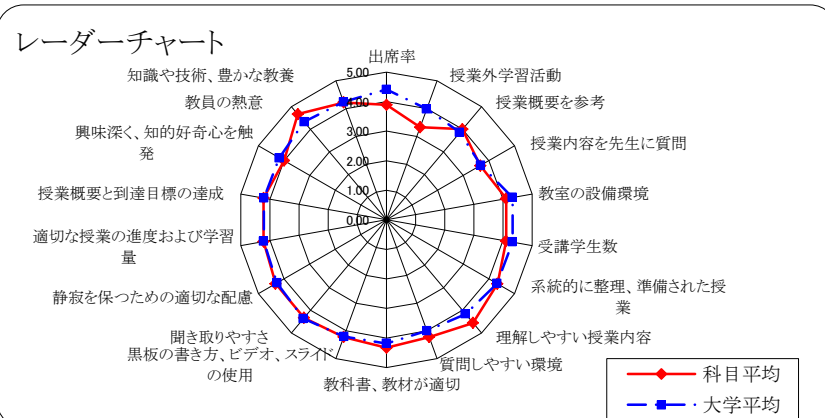 レーダーチャート
出席率
授業外学習活動
授業概要を参考
授業内容を先生に質問
教室の設備環境
受講学生数
系統的に整理、準備された授
業
理解しやすい授業内容
質問しやすい環境
教科書、教材が適切
黒板の書き方、ビデオ、スライド
の使用
聞き取りやすさ
静寂を保つための適切な配慮
適切な授業の進度および学習
量
授業概要と到達目標の達成
興味深く、知的好奇心を触
発
教員の熱意
知識や技術、豊かな教養
5.00
4.00
3.00
2.00
1.00
0.00
科目平均
大学平均